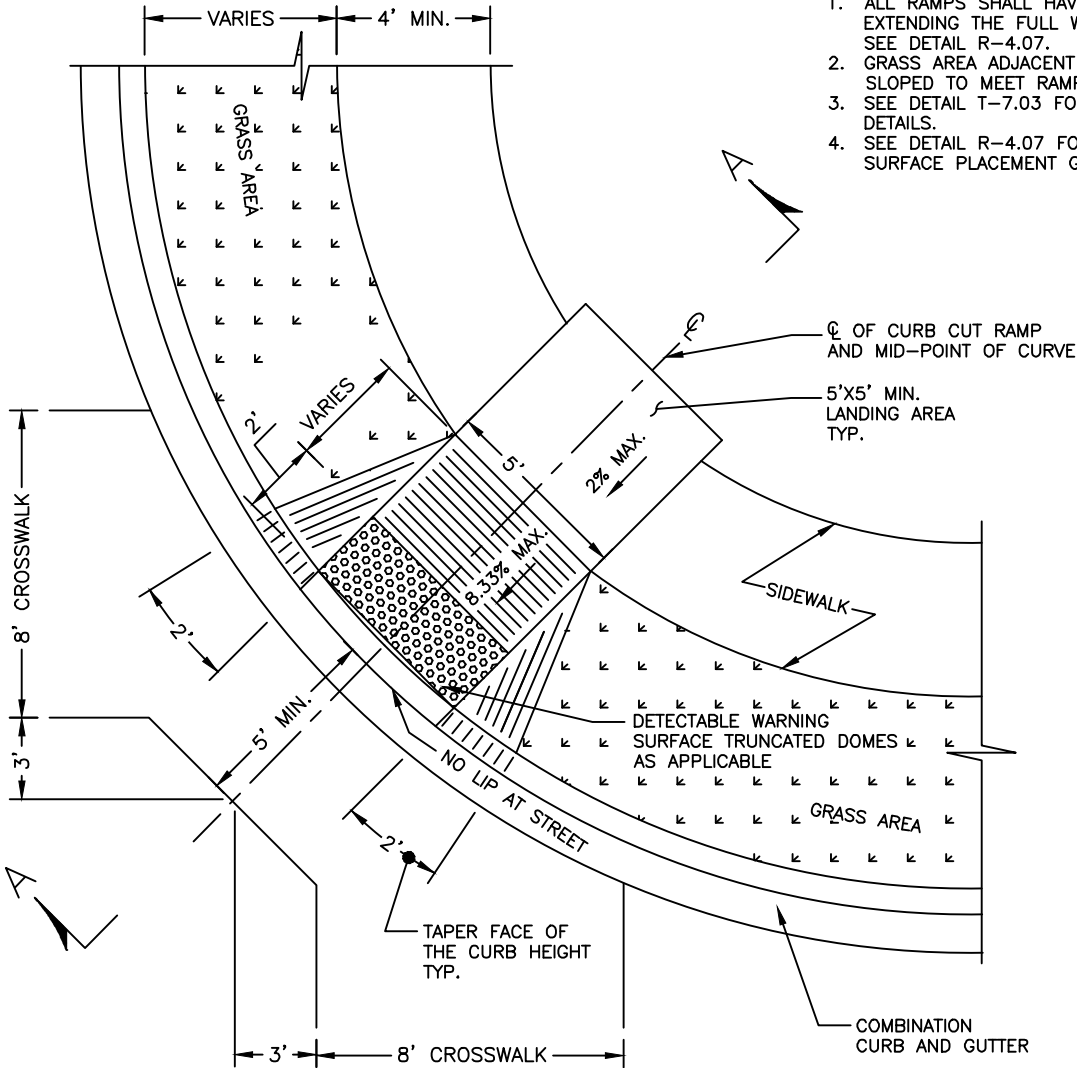 VARIES
4' MIN.
1. ALL RAMPS SHALL HAV
EXTENDING THE FULL W
SEE DETAIL R-4.07.
2. GRASS AREA ADJACENT
SLOPED TO MEET RAMP
3. SEE DETAIL T-7.03 FO
DETAILS.
4. SEE DETAIL R-4.07 FO
SURFACE PLACEMENT G
GRASS AREA
A
℄
℄ OF CURB CUT RAMP
AND MID-POINT OF CURVE
5'X5' MIN.
LANDING AREA
TYP.
2'
VARIES
5'
2% MAX.
8.33% MAX.
8' CROSSWALK
3'
2'
5' MIN.
SIDEWALK
DETECTABLE WARNING
SURFACE TRUNCATED DOMES
AS APPLICABLE
NO LIP AT STREET
GRASS AREA
2'
A
TAPER FACE OF
THE CURB HEIGHT
TYP.
COMBINATION
CURB AND GUTTER
3'
8' CROSSWALK